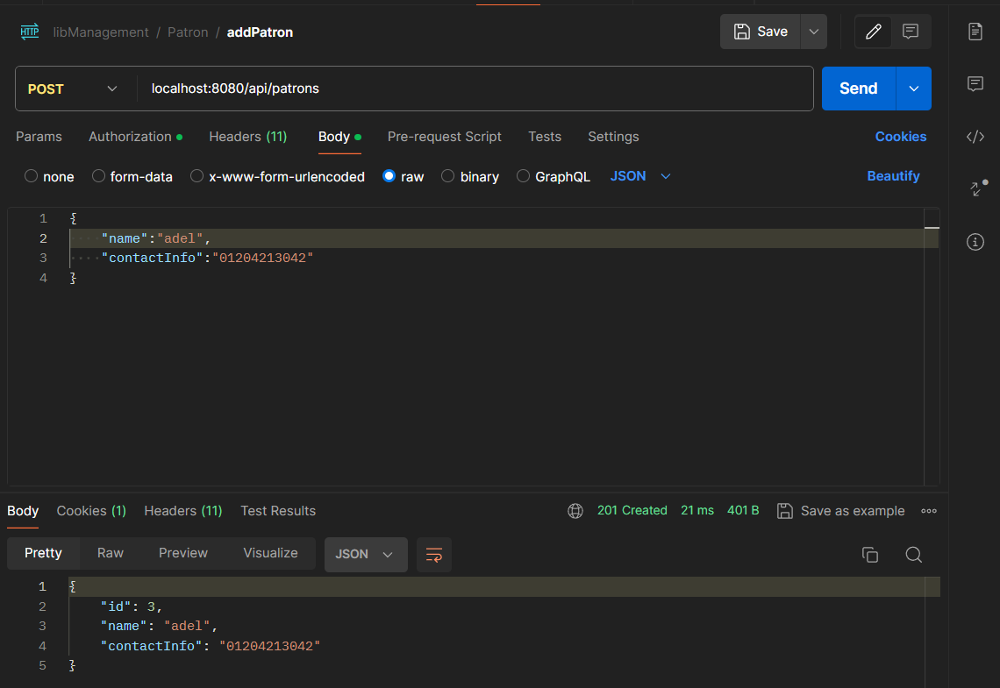 HTTP libManagement / Patron / addPatron Save
POST localhost:8080/api/patrons Send
Params Authorization Headers (11) Body Pre-request Script Tests Settings Cookies
none form-data x-www-form-urlencoded raw binary GraphQL JSON Beautify
1 {
2 "name":"adel",
3 "contactInfo":"01204213042"
4 }
Body Cookies (1) Headers (11) Test Results 201 Created 21 ms 401 B Save as example
Pretty Raw Preview Visualize JSON
1 {
2 "id": 3,
3 "name": "adel",
4 "contactInfo": "01204213042"
5 }